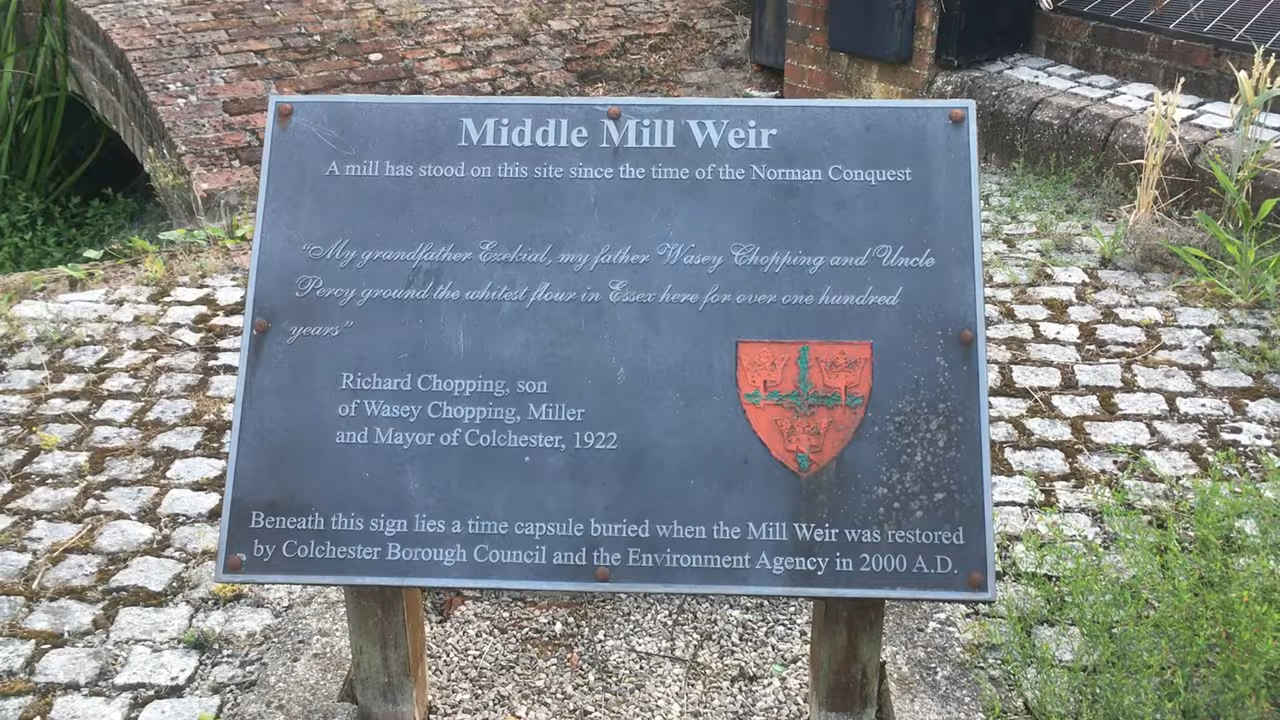 Middle Mill Weir
A mill has stood on this site since the time of the Norman Conquest
“My grandfather Ezekial, my father Wasey Chopping and Uncle
Percy ground the whitest flour in Essex here for over one hundred
years”
Richard Chopping, son
of Wasey Chopping, Miller
and Mayor of Colchester, 1922
Beneath this sign lies a time capsule buried when the Mill Weir was restored
by Colchester Borough Council and the Environment Agency in 2000 A.D.